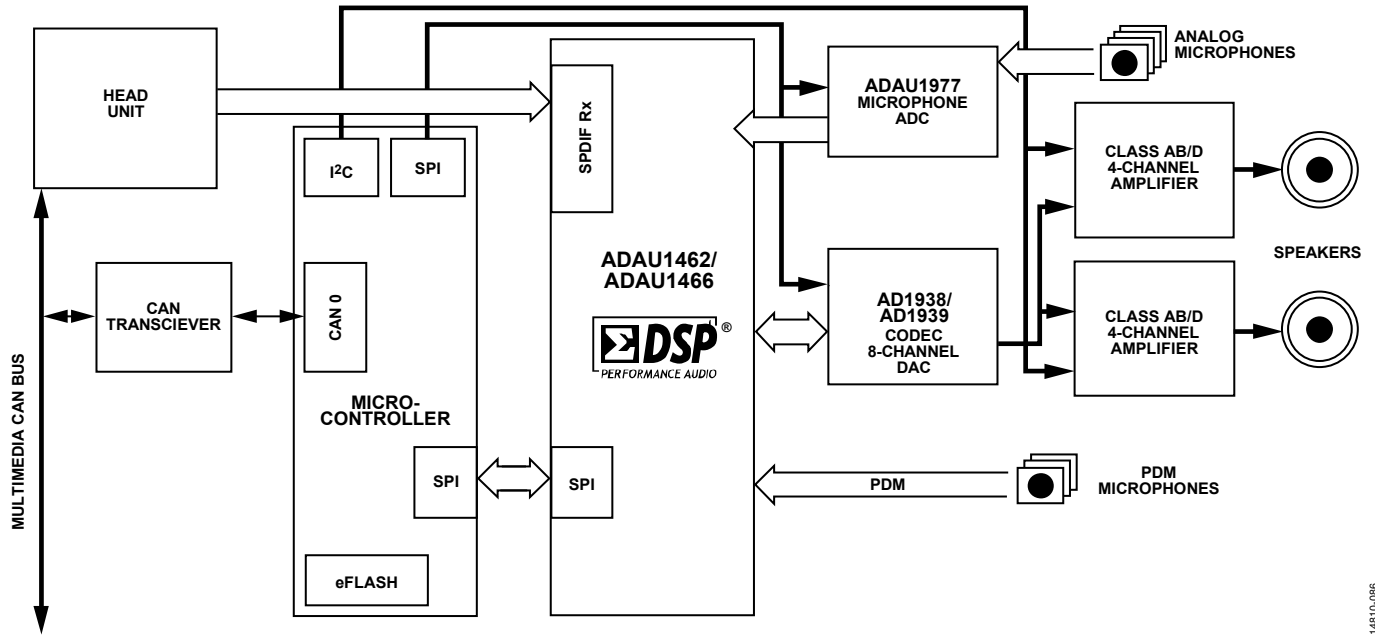 HEAD
UNIT
I²C
SPI
SPDIF Rx
ADAU1977
MICROPHONE
ADC
ANALOG
MICROPHONES
CLASS AB/D
4-CHANNEL
AMPLIFIER
ADAU1462/
ADAU1466
ΣDSP®
PERFORMANCE AUDIO
SPEAKERS
CAN
TRANSCIEVER
CAN 0
AD1938/
AD1939
CODEC
8-CHANNEL
DAC
CLASS AB/D
4-CHANNEL
AMPLIFIER
MICRO-
CONTROLLER
MULTIMEDIA CAN BUS
SPI
SPI
PDM
PDM
MICROPHONES
eFLASH
14810-086